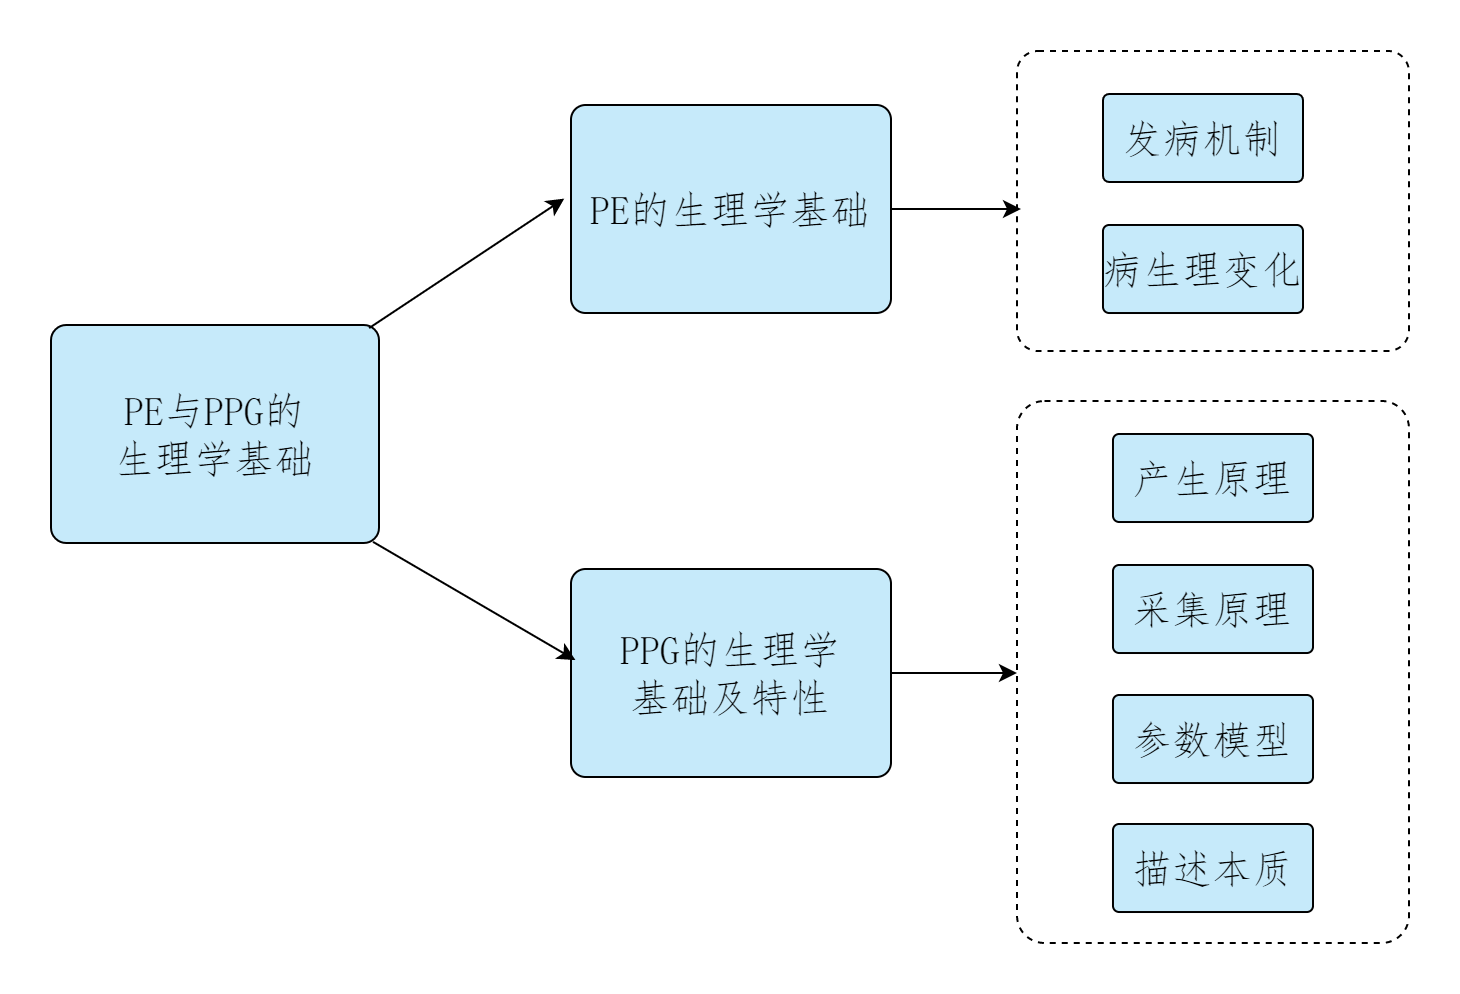 PE与PPG的
生理学基础
PE的生理学基础
发病机制
病生理变化
PPG的生理学
基础及特性
产生原理
采集原理
参数模型
描述本质